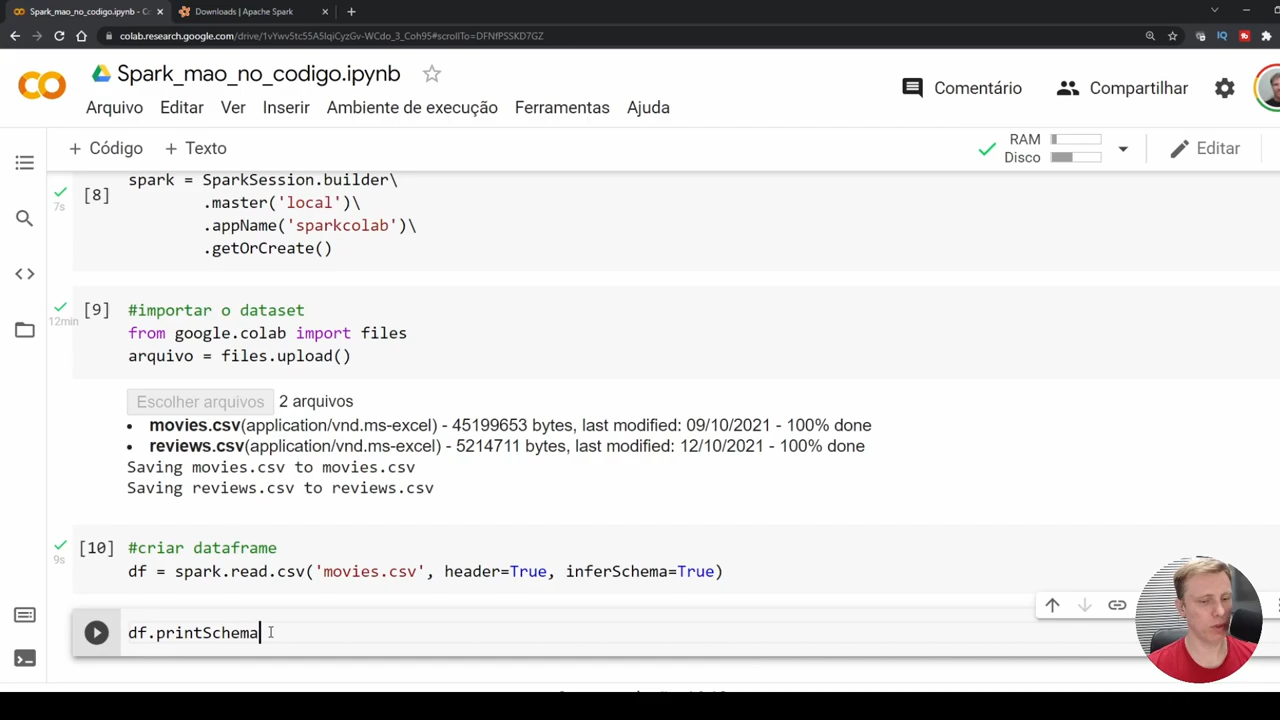 Spark_mao_no_codigo.ipynb - Co
Downloads | Apache Spark
colab.research.google.com/drive/1vYwv5tc5SA5lqiCyzGv-WCdo_3_Coh95#scrollTo=DFNfPSSKD7GZ
Spark_mao_no_codigo.ipynb
Comentário
Compartilhar
Arquivo Editar Ver Inserir Ambiente de execução Ferramentas Ajuda
+ Código + Texto
RAM
Disco
Editar
[8] spark = SparkSession.builder\
7s
.master('local')\
.appName('sparkcolab')\
.getOrCreate()
[9] #importar o dataset
12min
from google.colab import files
arquivo = files.upload()
Escolher arquivos 2 arquivos
• movies.csv(application/vnd.ms-excel) - 45199653 bytes, last modified: 09/10/2021 - 100% done
• reviews.csv(application/vnd.ms-excel) - 5214711 bytes, last modified: 12/10/2021 - 100% done
Saving movies.csv to movies.csv
Saving reviews.csv to reviews.csv
[10] #criar dataframe
9s
df = spark.read.csv('movies.csv', header=True, inferSchema=True)
df.printSchema